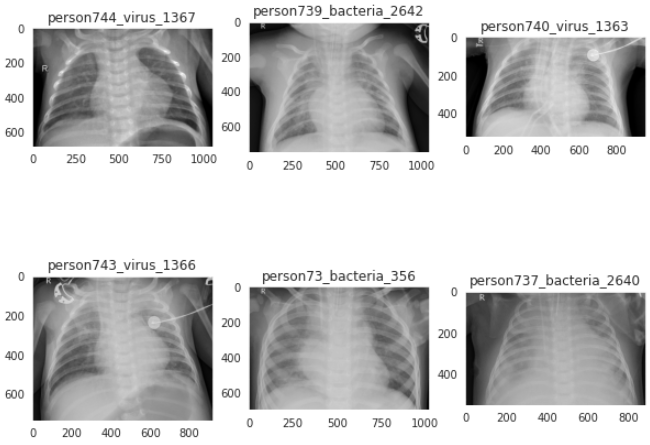 person744_virus_1367
person739_bacteria_2642
person740_virus_1363
0
200
400
600
0 250 500 750 1000
R
0
200
400
600
0 250 500 750 1000
R
0
200
400
0 200 400 600 800
person743_virus_1366
person73_bacteria_356
person737_bacteria_2640
0
200
400
600
0 200 400 600 800
R
0
200
400
600
0 250 500 750 1000
R
0
200
400
0 200 400 600 800
R